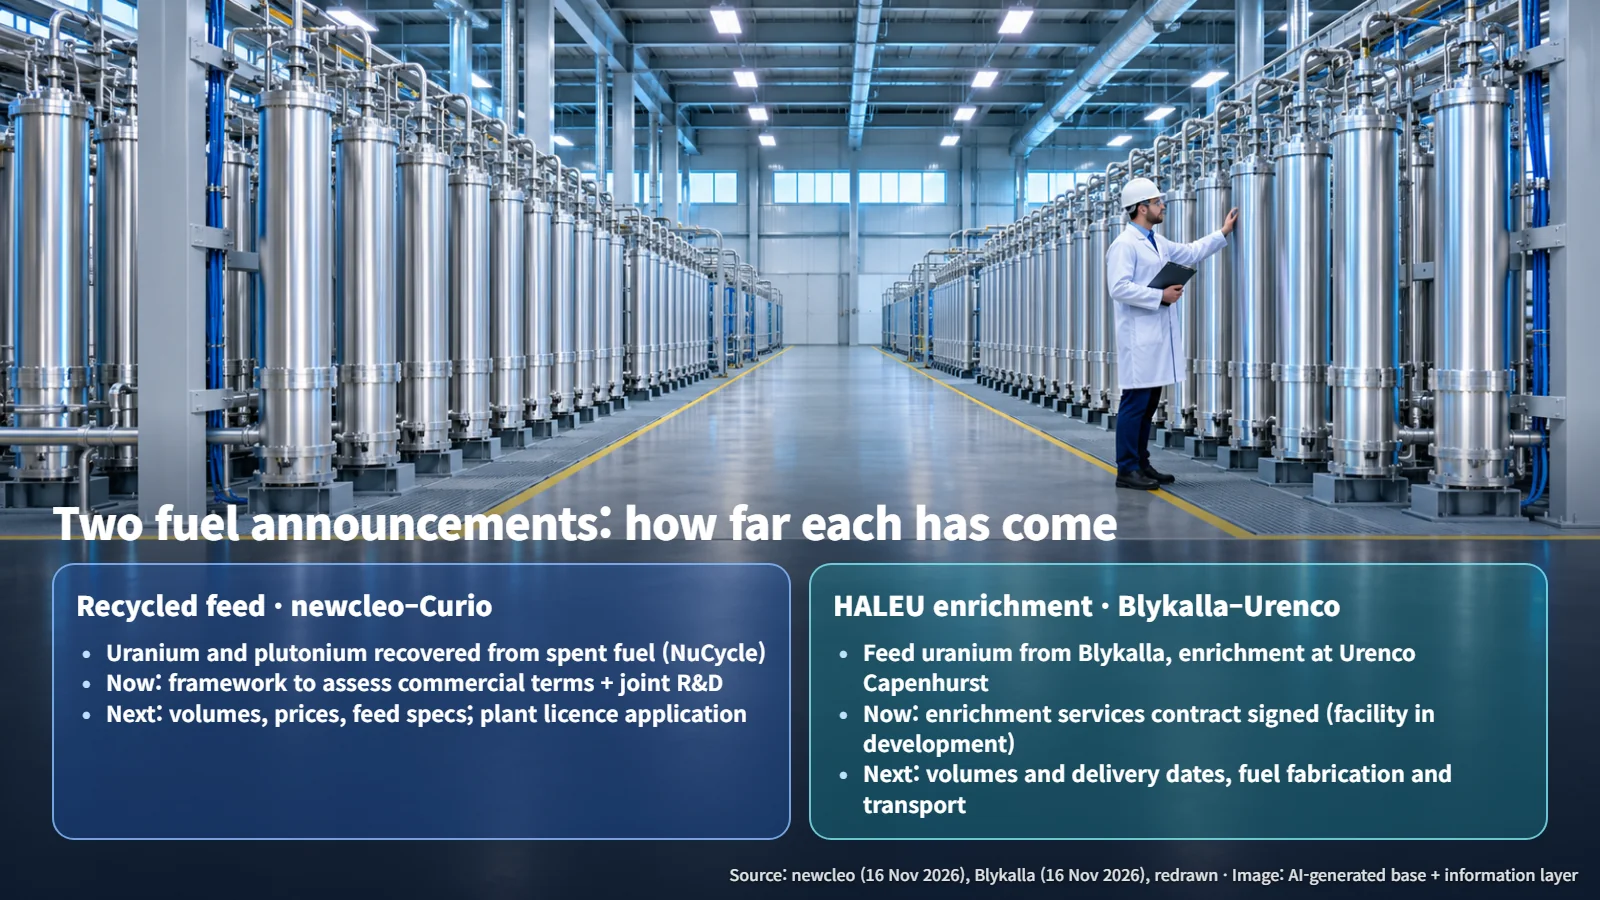 Two fuel announcements: how far each has come
Recycled feed · newcleo–Curio
• Uranium and plutonium recovered from spent fuel (NuCycle)
• Now: framework to assess commercial terms + joint R&D
• Next: volumes, prices, feed specs; plant licence application
HALEU enrichment · Blykalla–Urenco
• Feed uranium from Blykalla, enrichment at Urenco
Capenhurst
• Now: enrichment services contract signed (facility in
development)
• Next: volumes and delivery dates, fuel fabrication and
transport
Source: newcleo (16 Nov 2026), Blykalla (16 Nov 2026), redrawn · Image: AI-generated base + information layer